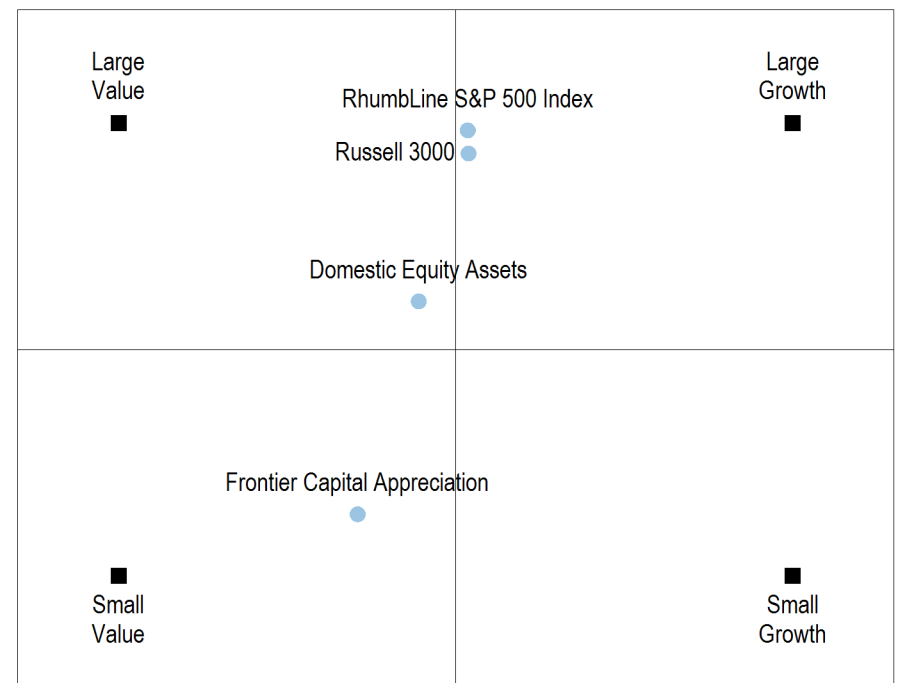 Large
Value
Large
Growth
RhumbLine S&P 500 Index
Russell 3000
Domestic Equity Assets
Frontier Capital Appreciation
Small
Value
Small
Growth